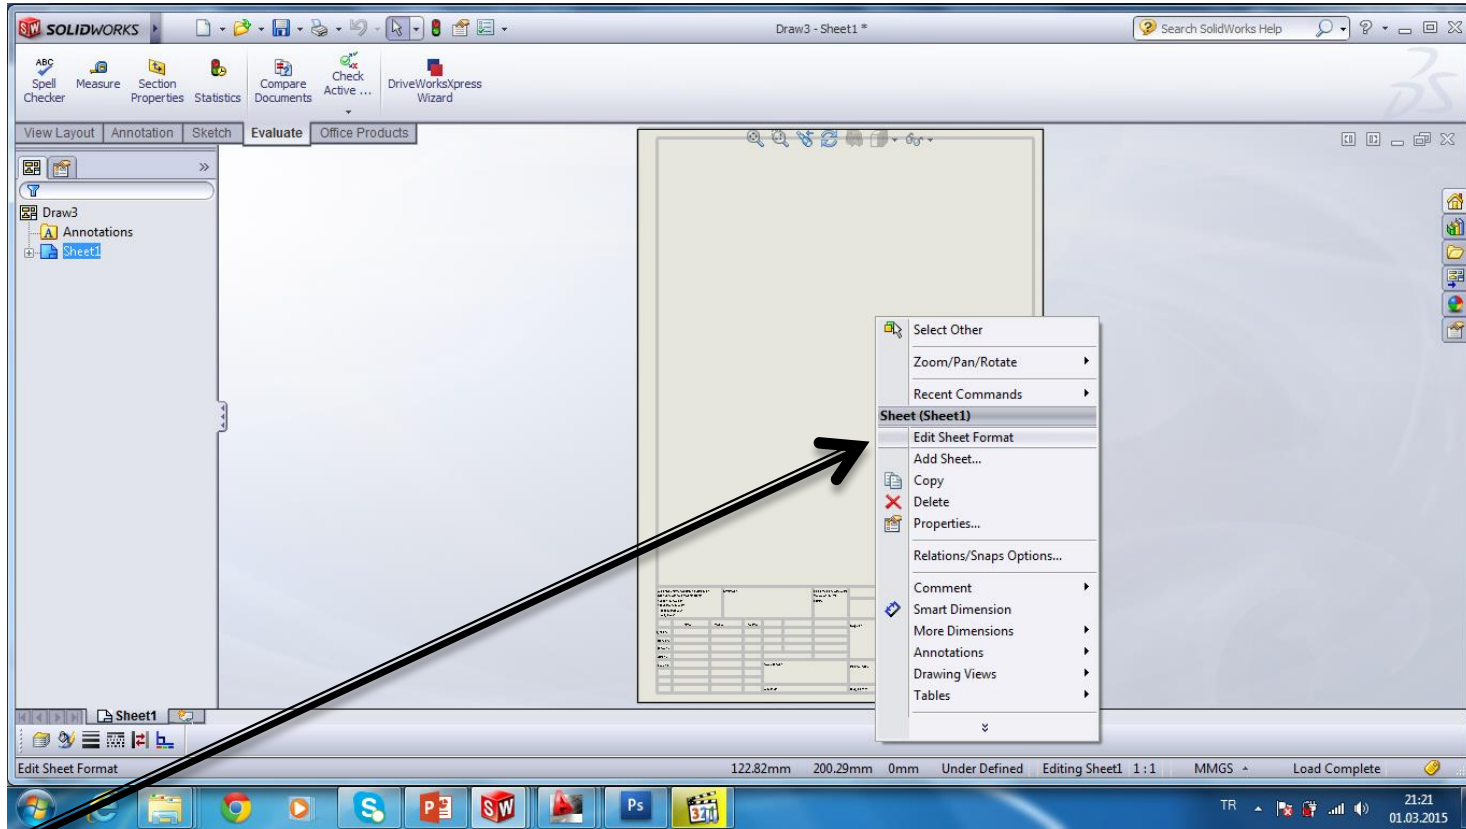 SOLIDWORKS
Draw3 - Sheet1 *
Search SolidWorks Help
ABC
Spell Checker
Measure
Section Properties
Statistics
Compare Documents
Check Active ...
DriveWorksXpress Wizard
View Layout
Annotation
Sketch
Evaluate
Office Products
Draw3
Annotations
Sheet1
Select Other
Zoom/Pan/Rotate
Recent Commands
Sheet (Sheet1)
Edit Sheet Format
Add Sheet...
Copy
Delete
Properties...
Relations/Snaps Options...
Comment
Smart Dimension
More Dimensions
Annotations
Drawing Views
Tables
Sheet1
Edit Sheet Format
122.82mm 200.29mm 0mm Under Defined Editing Sheet1 1 : 1 MMGS Load Complete
Ps
321
TR
21:21
01.03.2015